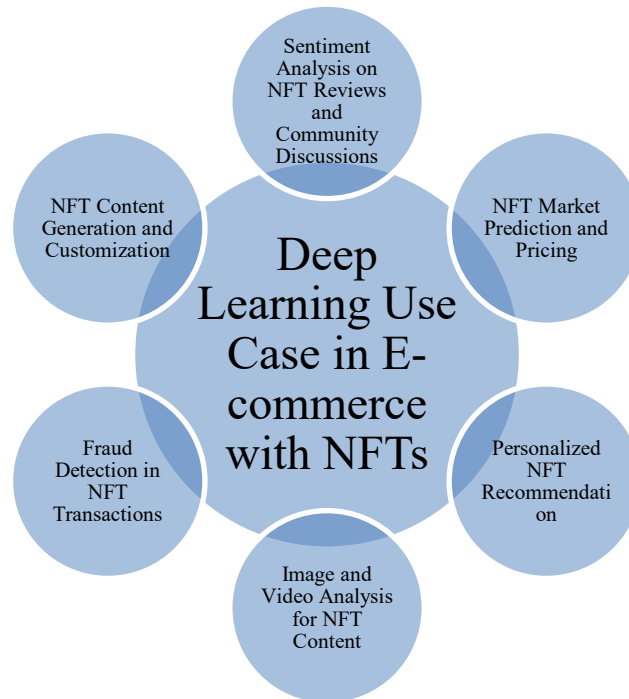 Sentiment
Analysis on
NFT Reviews
and
Community
Discussions
NFT Content
Generation and
Customization
NFT Market
Prediction and
Pricing
Deep
Learning Use
Case in E-
commerce
with NFTs
Fraud
Detection in
NFT
Transactions
Personalized
NFT
Recommendati
on
Image and
Video Analysis
for NFT
Content